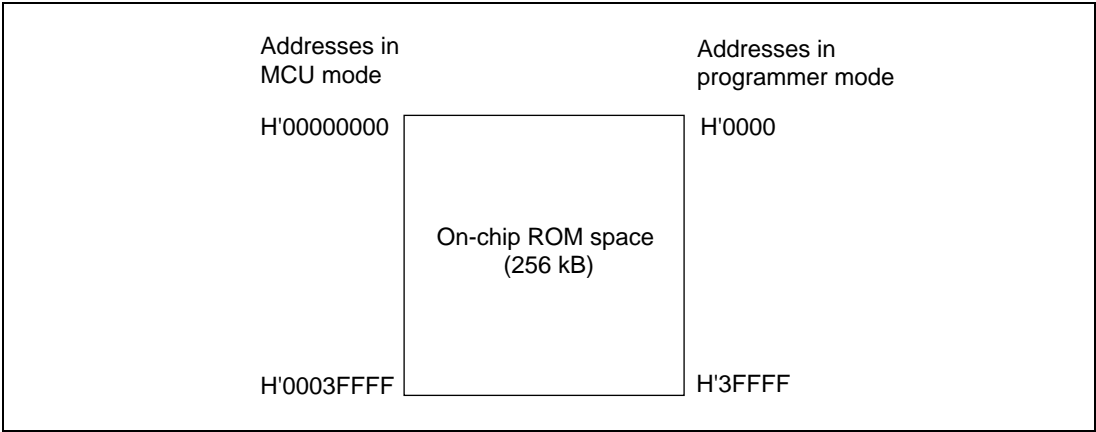 Addresses in
MCU mode
Addresses in
programmer mode
H'00000000
H'0000
On-chip ROM space
(256 kB)
H'0003FFFF
H'3FFFF